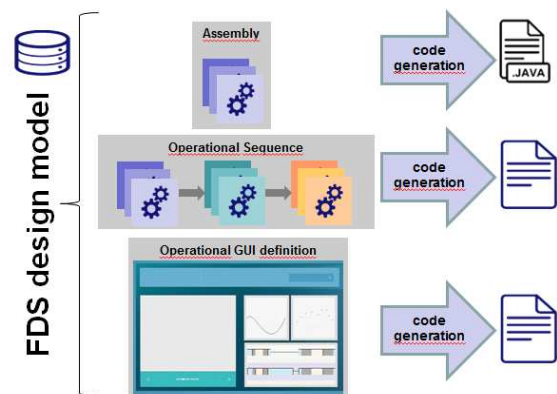 FDS design model
Assembly
code
generation
.JAVA
Operational Sequence
code
generation
Operational GUI definition
code
generation